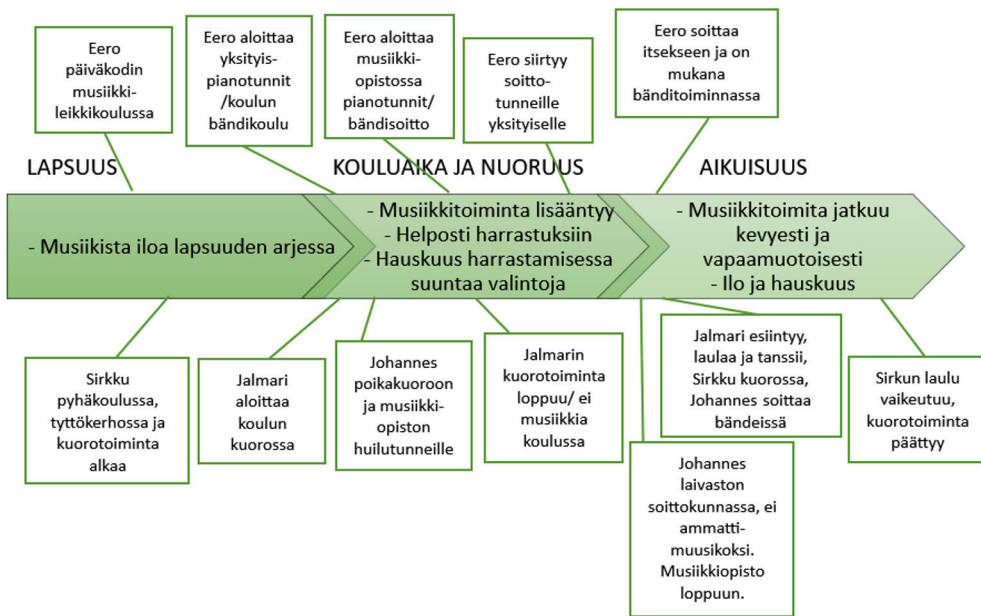 Eero
päiväkodin
musiikki-
leikkikoulussa
Eero aloittaa
yksityis-
pianotunnit
/koulun
bändikoulu
Eero aloittaa
musiikki-
opistossa
pianotunnit/
bändisoitto
Eero siirtyy
soitto-
tunneille
yksityiselle
Eero soittaa
itsekseen ja on
mukana
bänditoiminnassa
LAPSUUS
KOULUAIKA JA NUORUUS
AIKUISUUS
- Musiikista iloa lapsuuden arjessa
- Musiikkitoiminta lisääntyy
- Helposti harrastuksiin
- Hauskuus harrastamisessa
suuntaa valintoja
- Musiikkitoimita jatkuu
kevyesti ja
vapaamuotoisesti
- Ilo ja hauskuus
Sirkku
pyhäkoulussa,
tyttökerhossa ja
kuorotoiminta
alkaa
Jalmari
aloittaa
koulun
kuorossa
Johannes
poikakuoroon
ja musiikki-
opiston
huilutunneille
Jalmarin
kuorotoiminta
loppuu/ ei
musiikkia
koulussa
Jalmari esiintyy,
laulaa ja tanssii,
Sirkku kuorossa,
Johannes soittaa
bändeissä
Sirkun laulu
vaikeutuu,
kuorotoiminta
päättyy
Johannes
laivaston
soittokunnassa, ei
ammatti-
muusikoksi.
Musiikkiopisto
loppuun.